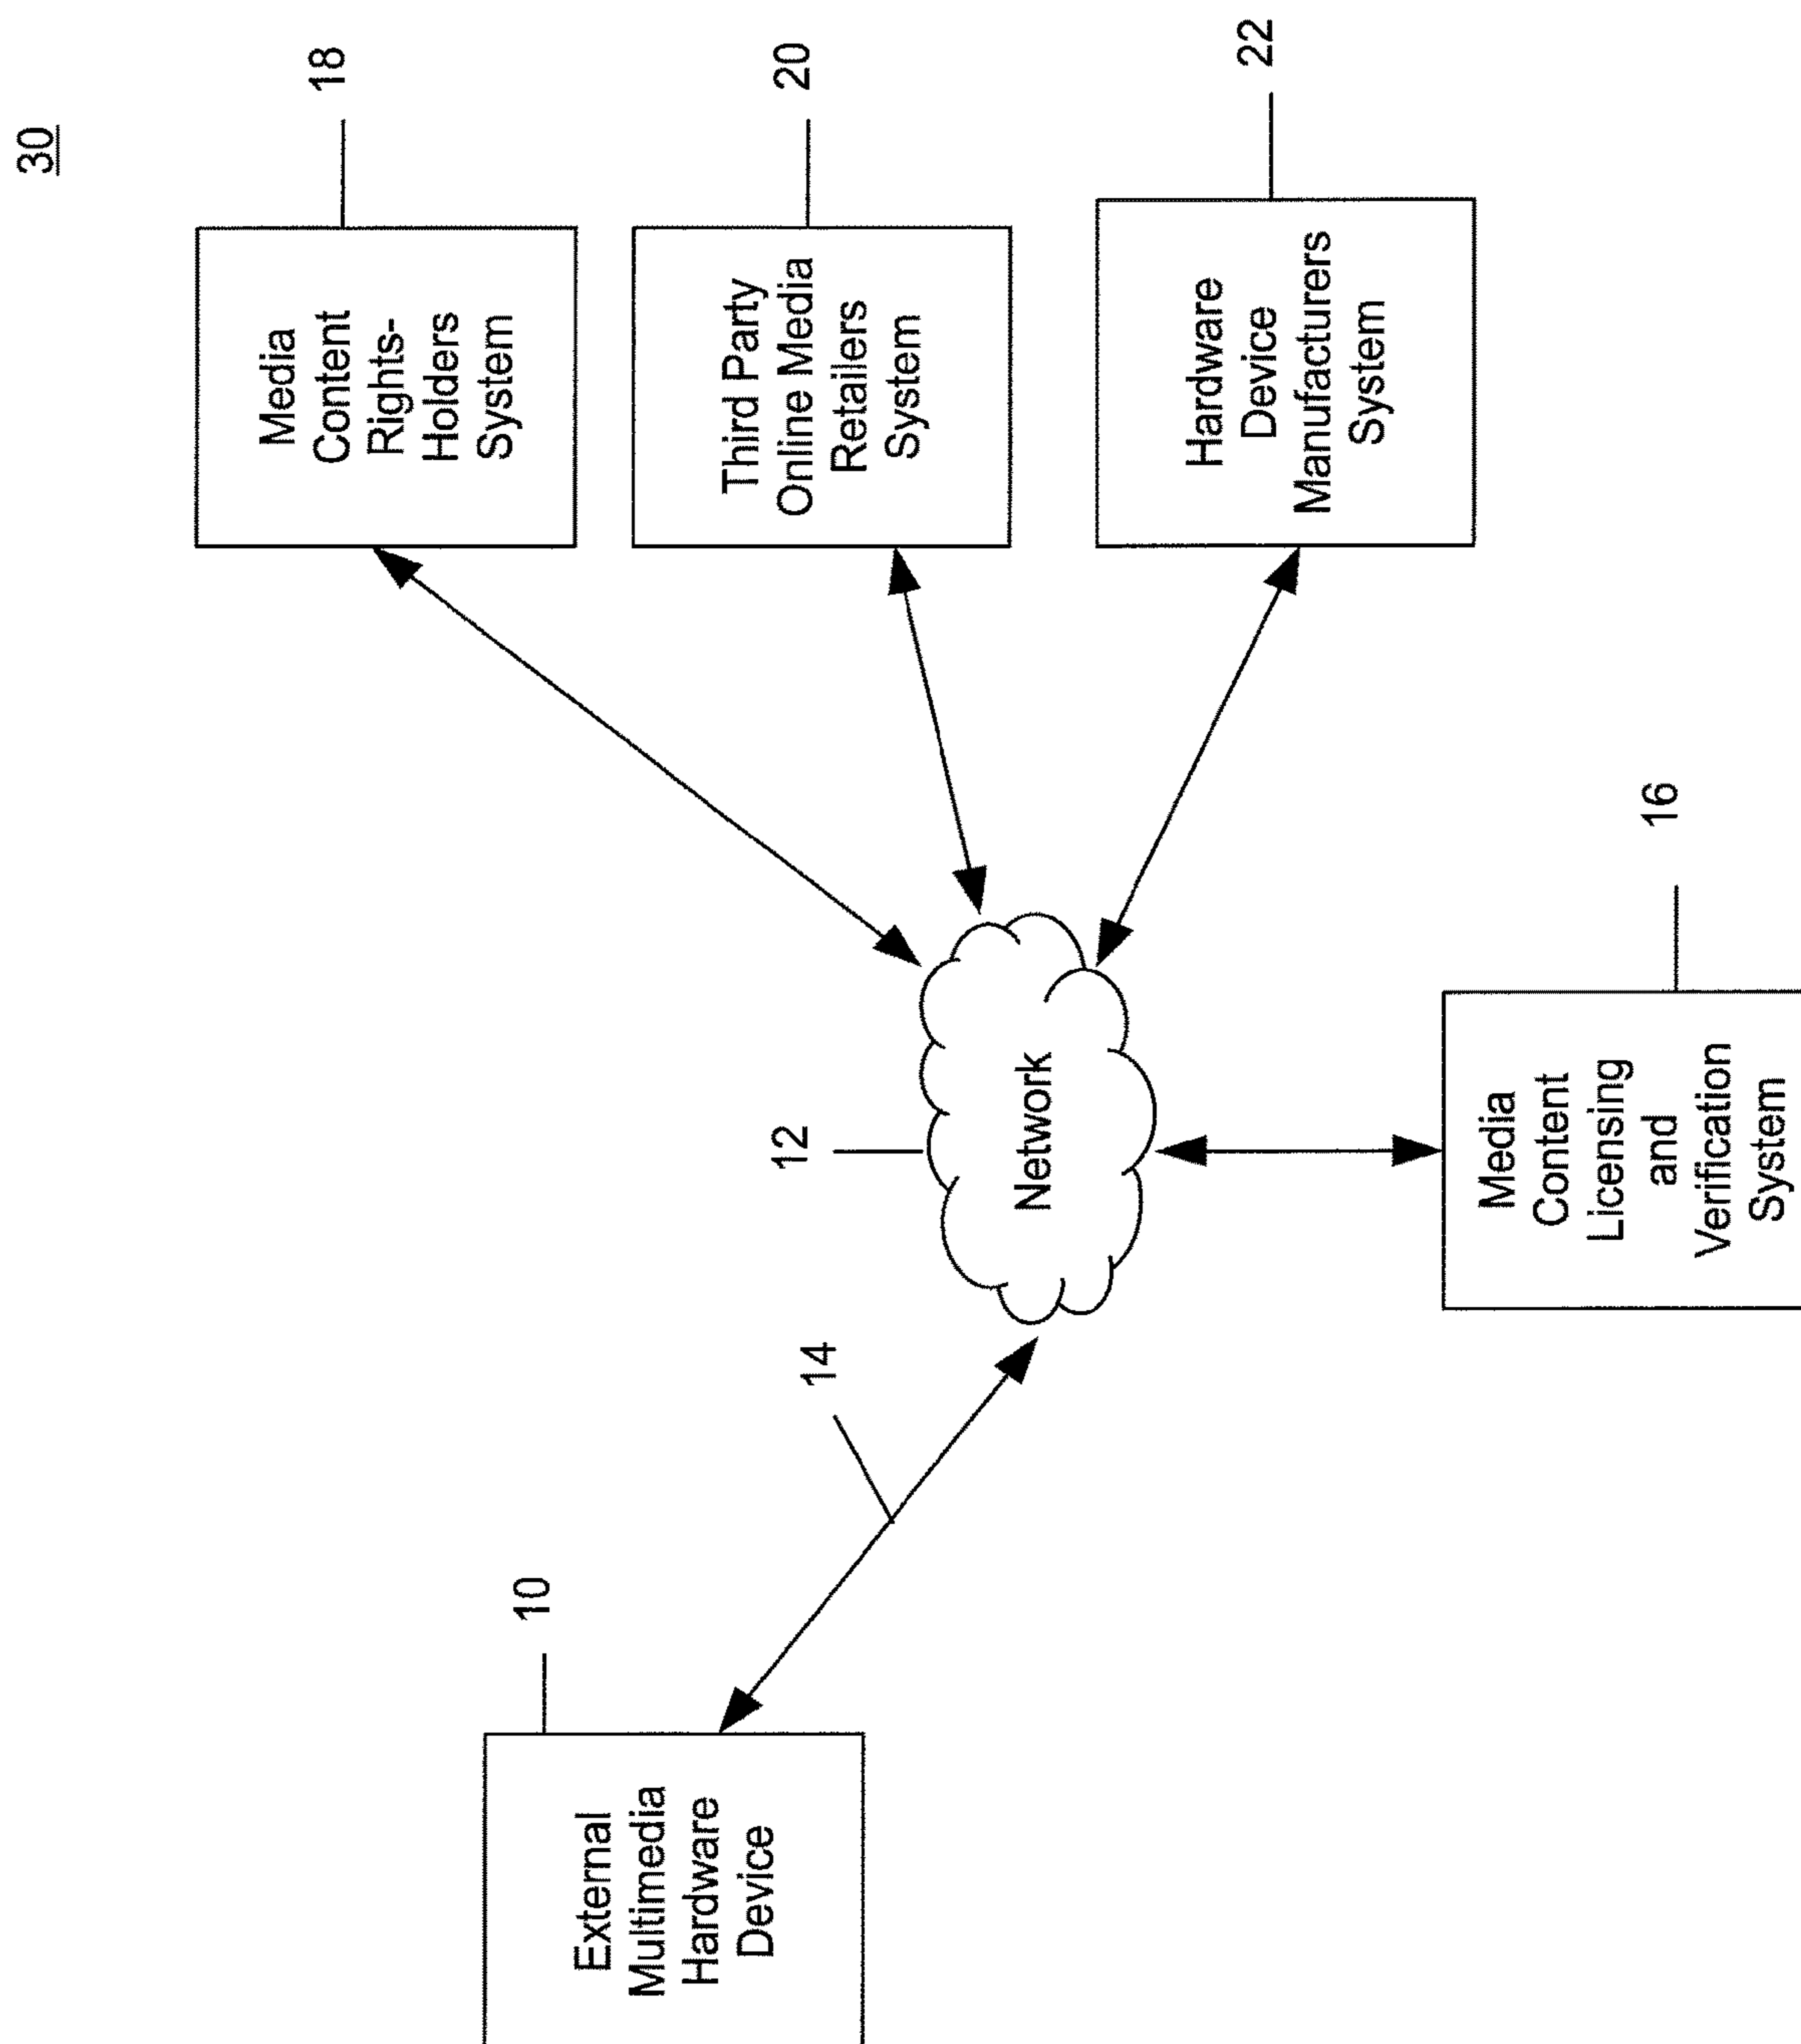 30
18
Media
Content
Rights-
Holders
System
20
Third Party
Online Media
Retailers
System
22
Hardware
Device
Manufacturers
System
12
Network
14
10
External
Multimedia
Hardware
Device
16
Media
Content
Licensing
and
Verification
System